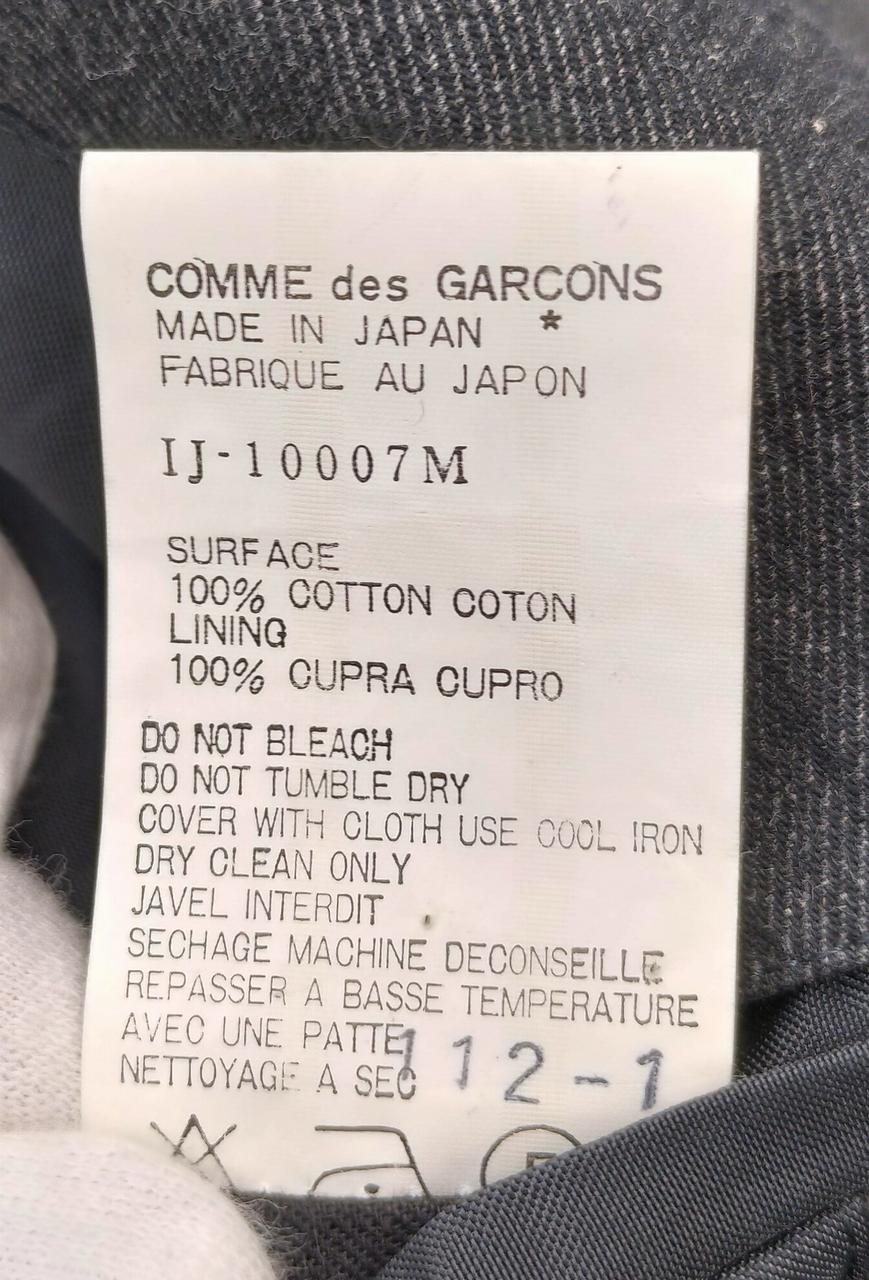 COMME des GARCONS
MADE IN JAPAN *
FABRIQUE AU JAPON
IJ-10007M
SURFACE
100% COTTON COTON
LINING
100% CUPRA CUPRO
DO NOT BLEACH
DO NOT TUMBLE DRY
COVER WITH CLOTH USE COOL IRON
DRY CLEAN ONLY
JAVEL INTERDIT
SECHAGE MACHINE DECONSEILLE
REPASSER A BASSE TEMPERATURE
AVEC UNE PATTE
NETTOYAGE A SEC
112-1